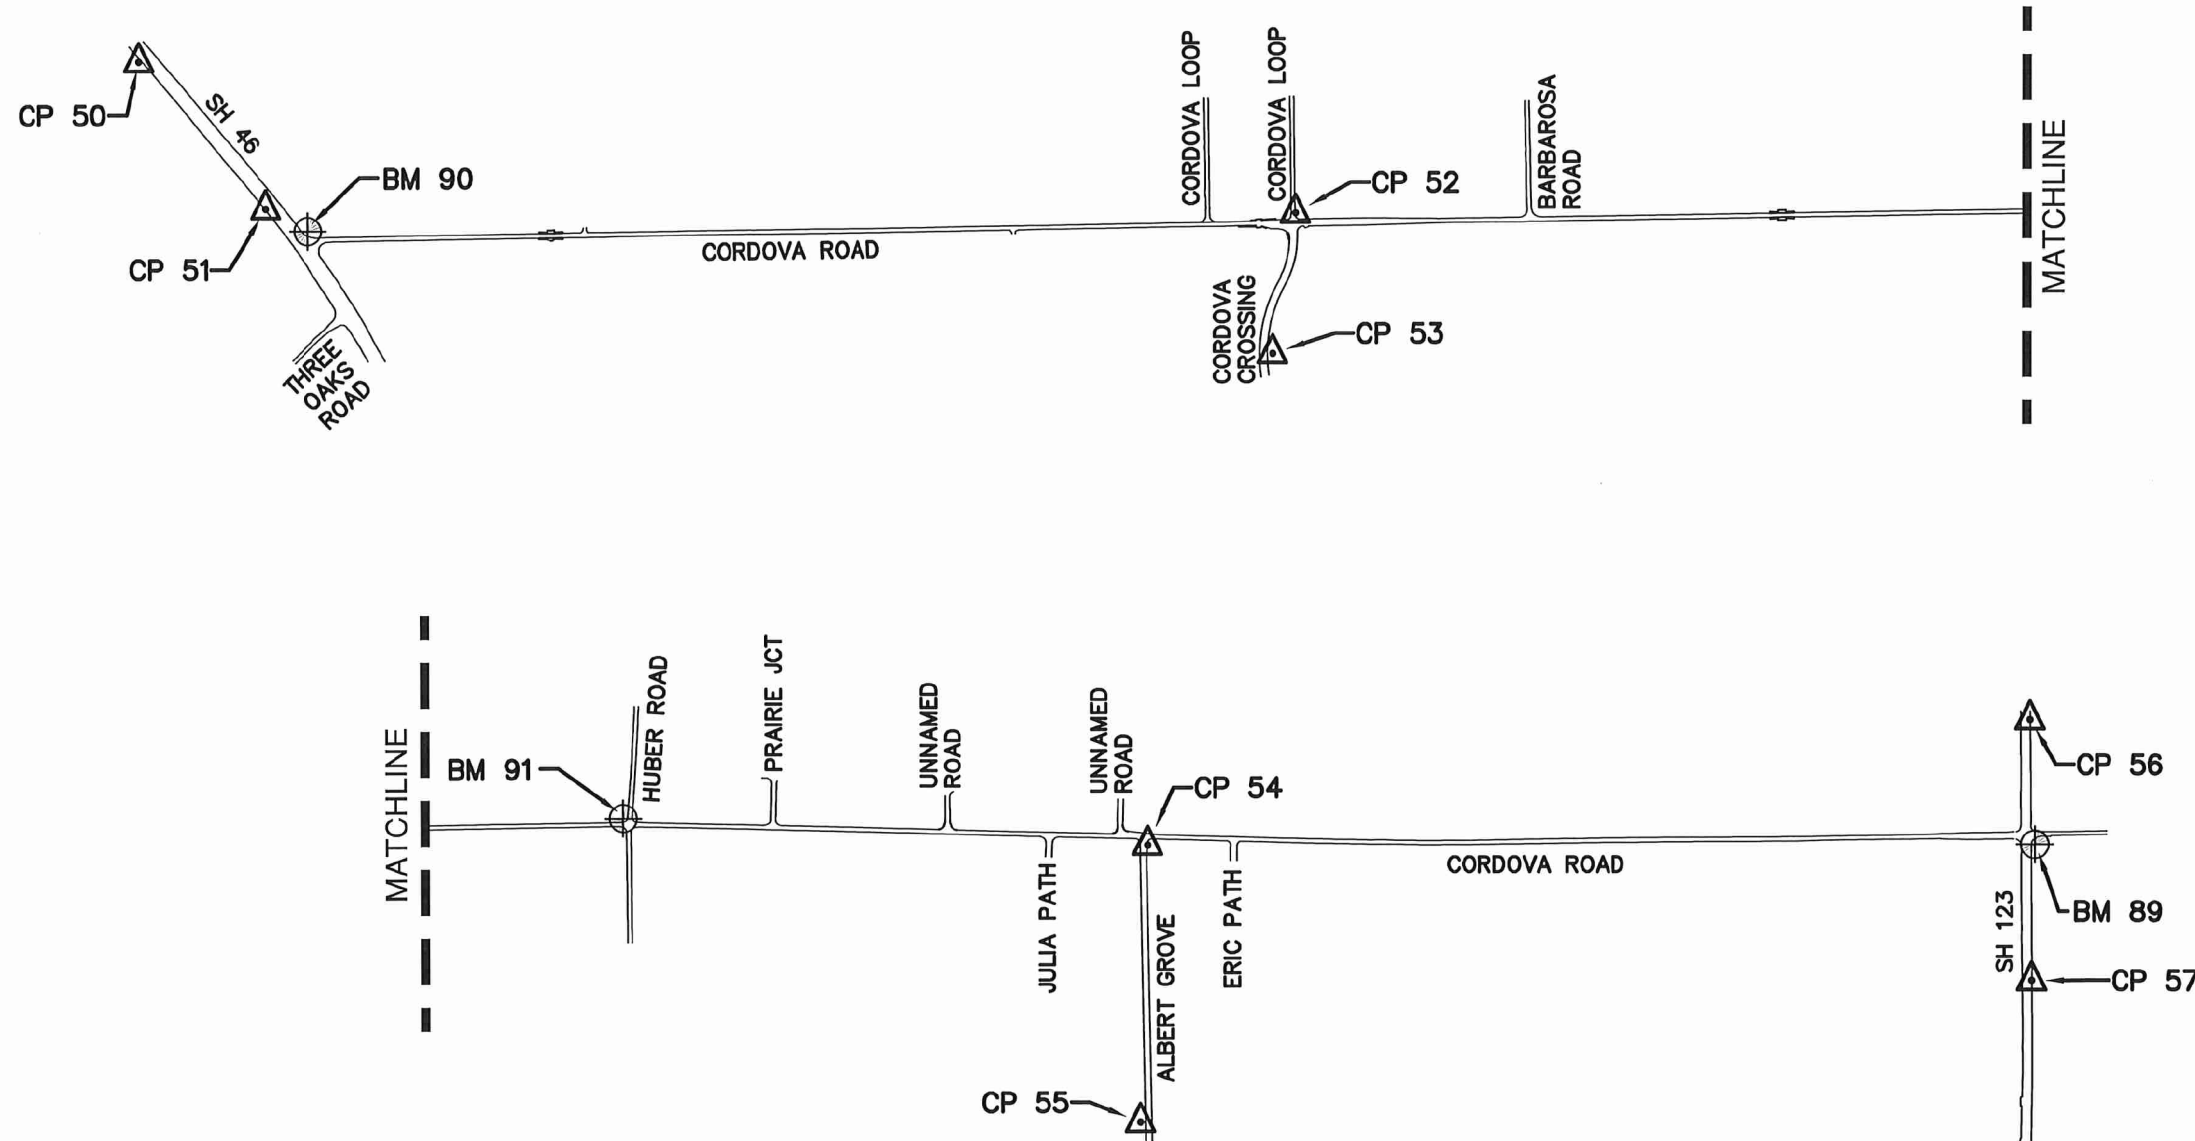 CP 50
SH 46
BM 90
CP 51
THREE
OAKS
ROAD
CORDOVA ROAD
CORDOVA LOOP
CORDOVA LOOP
CP 52
BARBAROSA
ROAD
CORDOVA
CROSSING
CP 53
MATCHLINE
MATCHLINE
BM 91
HUBER ROAD
PRAIRIE JCT
UNNAMED
ROAD
UNNAMED
ROAD
CP 54
JULIA PATH
ALBERT GROVE
ERIC PATH
CORDOVA ROAD
CP 55
CP 56
BM 89
SH 123
CP 57